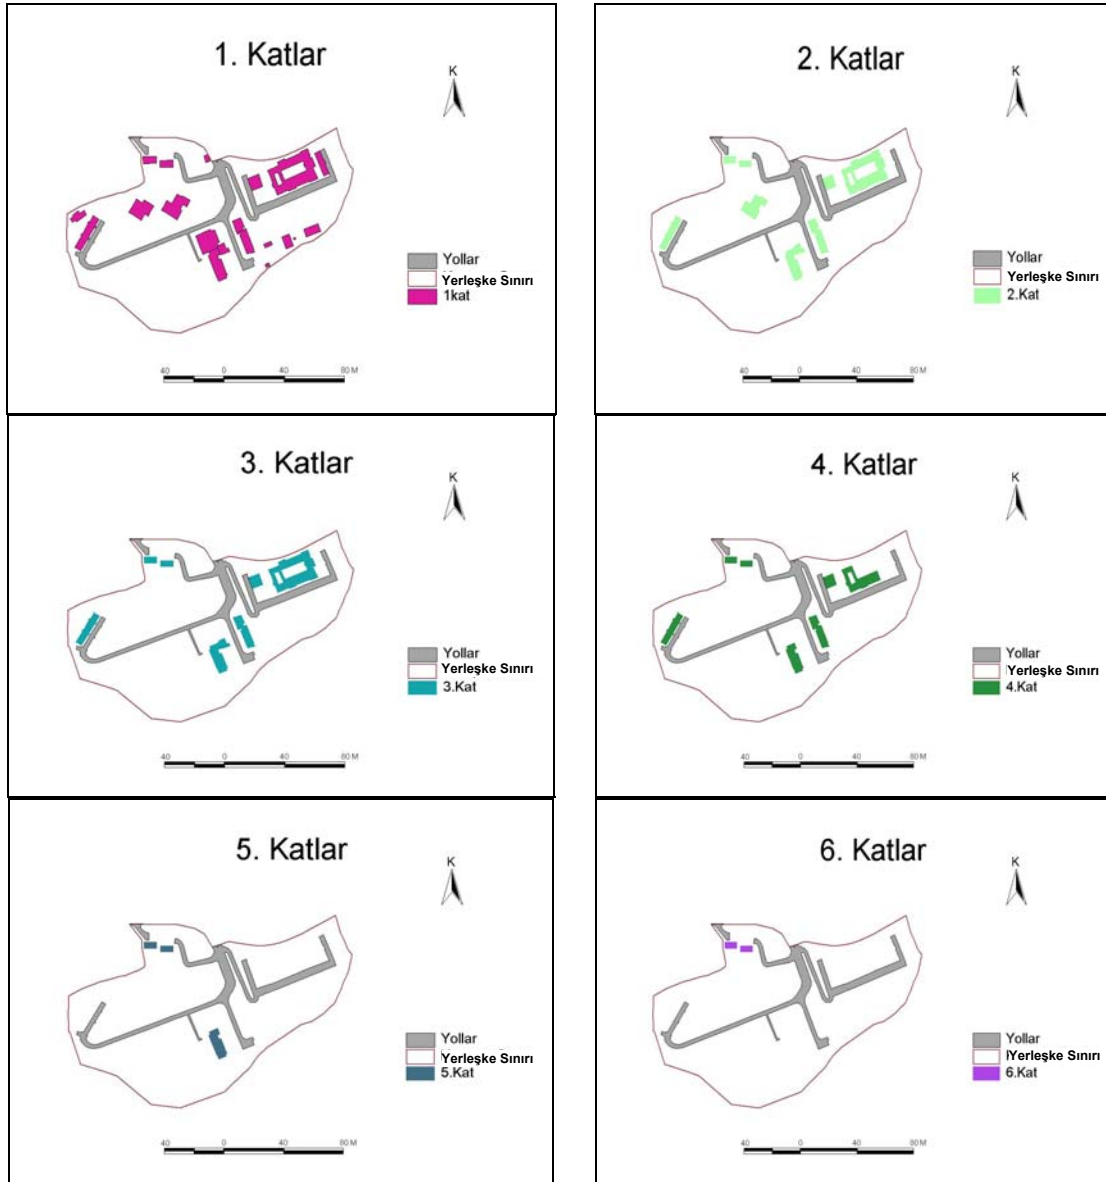 1. Katlar
K
Yollar
Yerleşke Sınırı
1kat
40 0 40 80 M
2. Katlar
K
Yollar
Yerleşke Sınırı
2.Kat
40 0 40 80 M
3. Katlar
K
Yollar
Yerleşke Sınırı
3.Kat
40 0 40 80 M
4. Katlar
K
Yollar
Yerleşke Sınırı
4.Kat
40 0 40 80 M
5. Katlar
K
Yollar
Yerleşke Sınırı
5.Kat
40 0 40 80 M
6. Katlar
K
Yollar
Yerleşke Sınırı
6.Kat
40 0 40 80 M